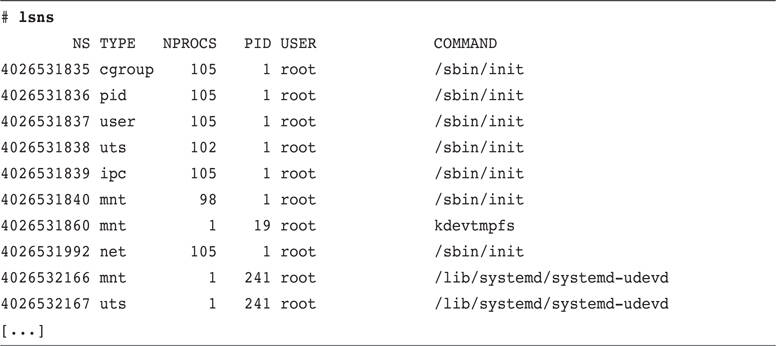 # lsns
        NS TYPE   NPROCS   PID USER            COMMAND
4026531835 cgroup    105     1 root            /sbin/init
4026531836 pid       105     1 root            /sbin/init
4026531837 user      105     1 root            /sbin/init
4026531838 uts       102     1 root            /sbin/init
4026531839 ipc       105     1 root            /sbin/init
4026531840 mnt        98     1 root            /sbin/init
4026531860 mnt         1    19 root            kdevtmpfs
4026531992 net       105     1 root            /sbin/init
4026532166 mnt         1   241 root            /lib/systemd/systemd-udevd
4026532167 uts         1   241 root            /lib/systemd/systemd-udevd
[...]